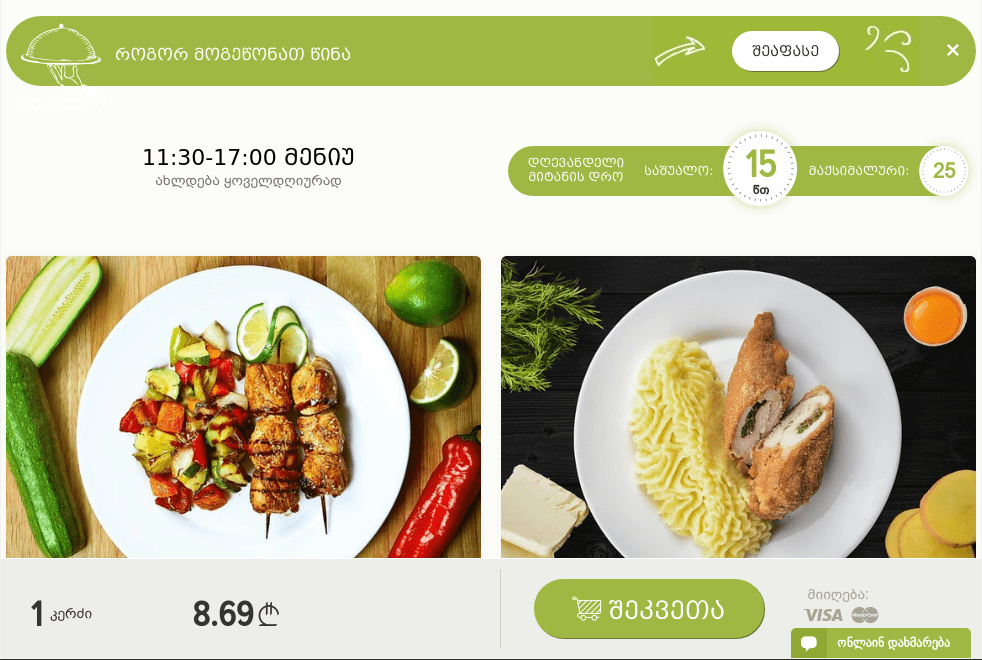 როგორ მოგეწონათ წინა
შეაფასე
11:30-17:00 მენიუ
ახლდება ყოველდღიურად
დღევანდელი
მიტანის დრო
საშუალო:
15
წთ
მაქსიმალური:
25
1 კერძი
8.69 ₾
შეკვეთა
მიიღება:
VISA
MasterCard
ონლაინ დახმარება